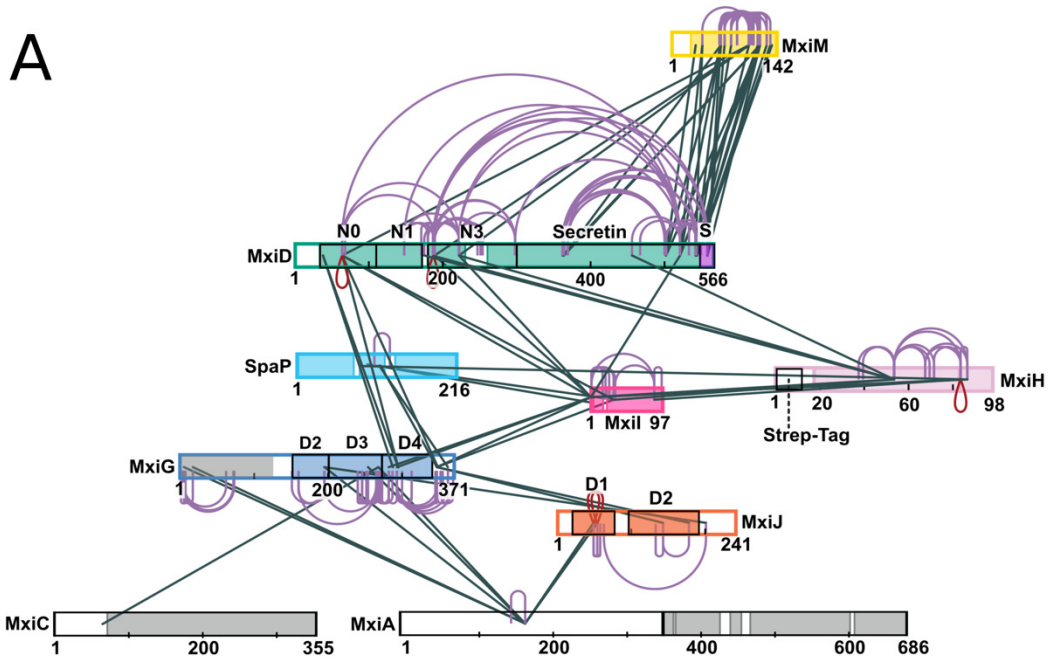 A
MxiM
1 142
N0 N1 N3 Secretin S
MxiD
1 200 400 566
SpaP
1 216
MxiH
1 20 60 98
Strep-Tag
1 MxiI 97
D2 D3 D4
MxiG
1 200 371
D1 D2
MxiJ
1 241
MxiC
1 200 355
MxiA
1 200 400 686